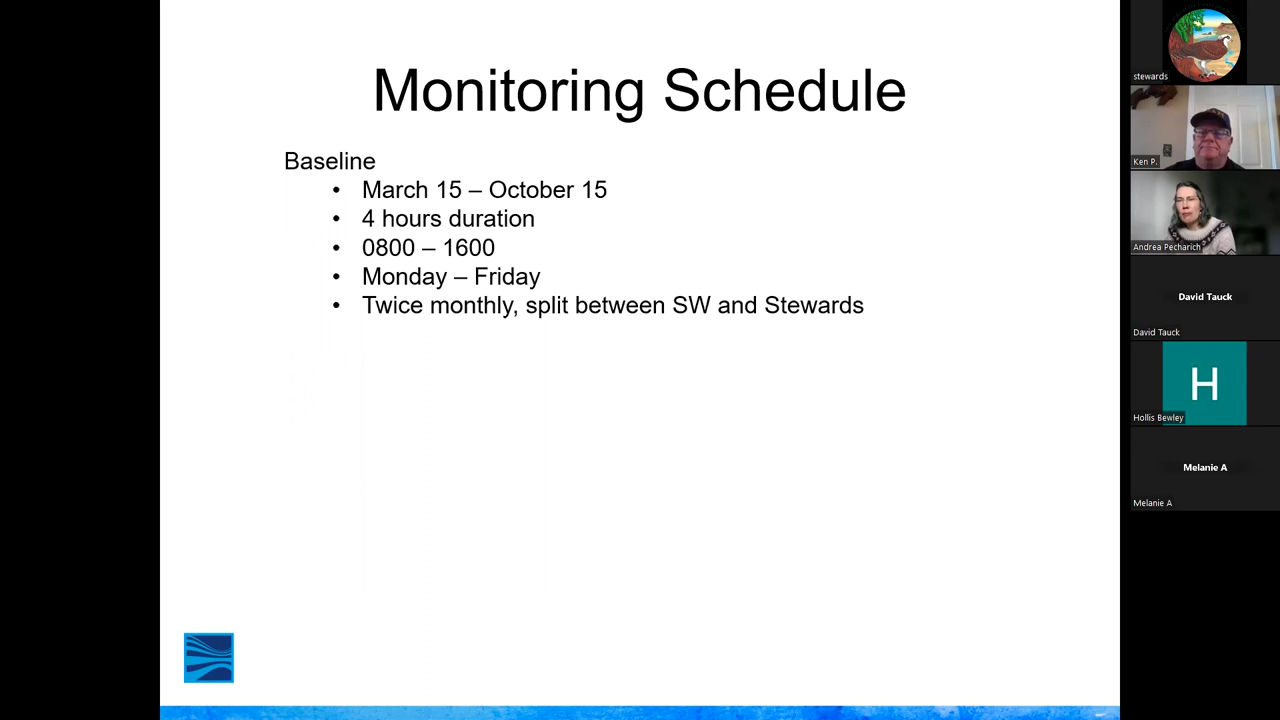 Monitoring Schedule
Baseline
• March 15 – October 15
• 4 hours duration
• 0800 – 1600
• Monday – Friday
• Twice monthly, split between SW and Stewards
stewards
Ken P.
Andrea Pecharich
David Tauck
David Tauck
H
Hollis Bewley
Melanie A
Melanie A